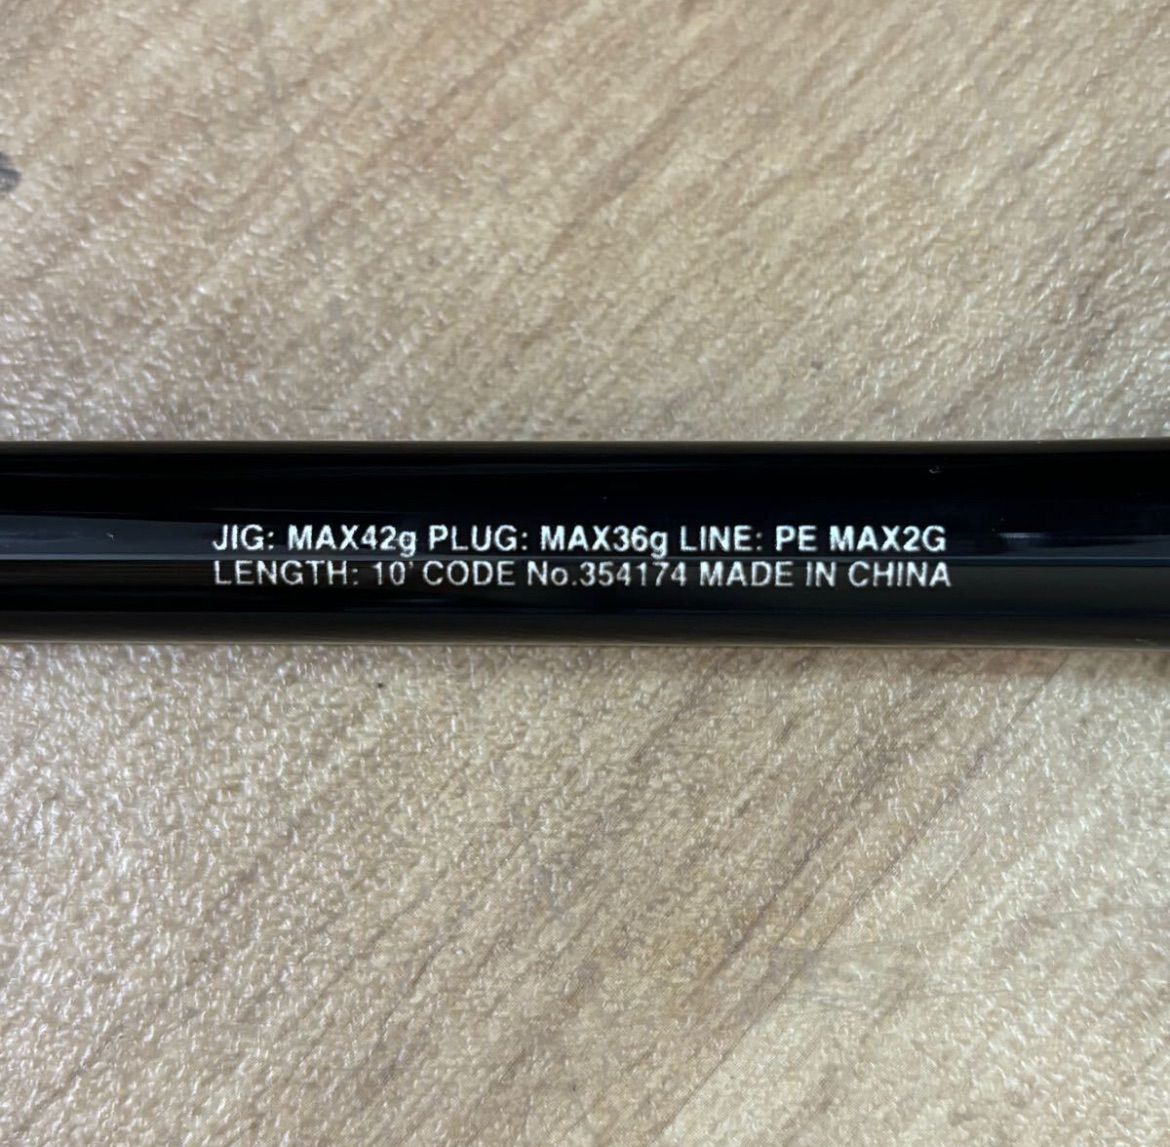 JIG: MAX42g PLUG: MAX36g LINE: PE MAX2G
LENGTH: 10' CODE No.354174 MADE IN CHINA